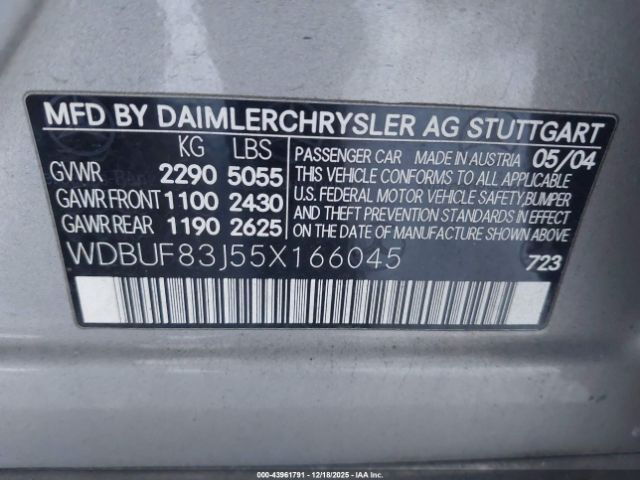 MFD BY DAIMLERCHRYSLER AG STUTTGART
KG LBS
GVWR 2290 5055
GAWR FRONT 1100 2430
GAWR REAR 1190 2625
PASSENGER CAR MADE IN AUSTRIA 05/04
THIS VEHICLE CONFORMS TO ALL APPLICABLE
U.S. FEDERAL MOTOR VEHICLE SAFETY, BUMPER
AND THEFT PREVENTION STANDARDS IN EFFECT
ON THE DATE OF MANUFACTURE SHOWN ABOVE.
WDBUF83J55X166045 723
000-43961791 - 12/18/2025 - IAA Inc.